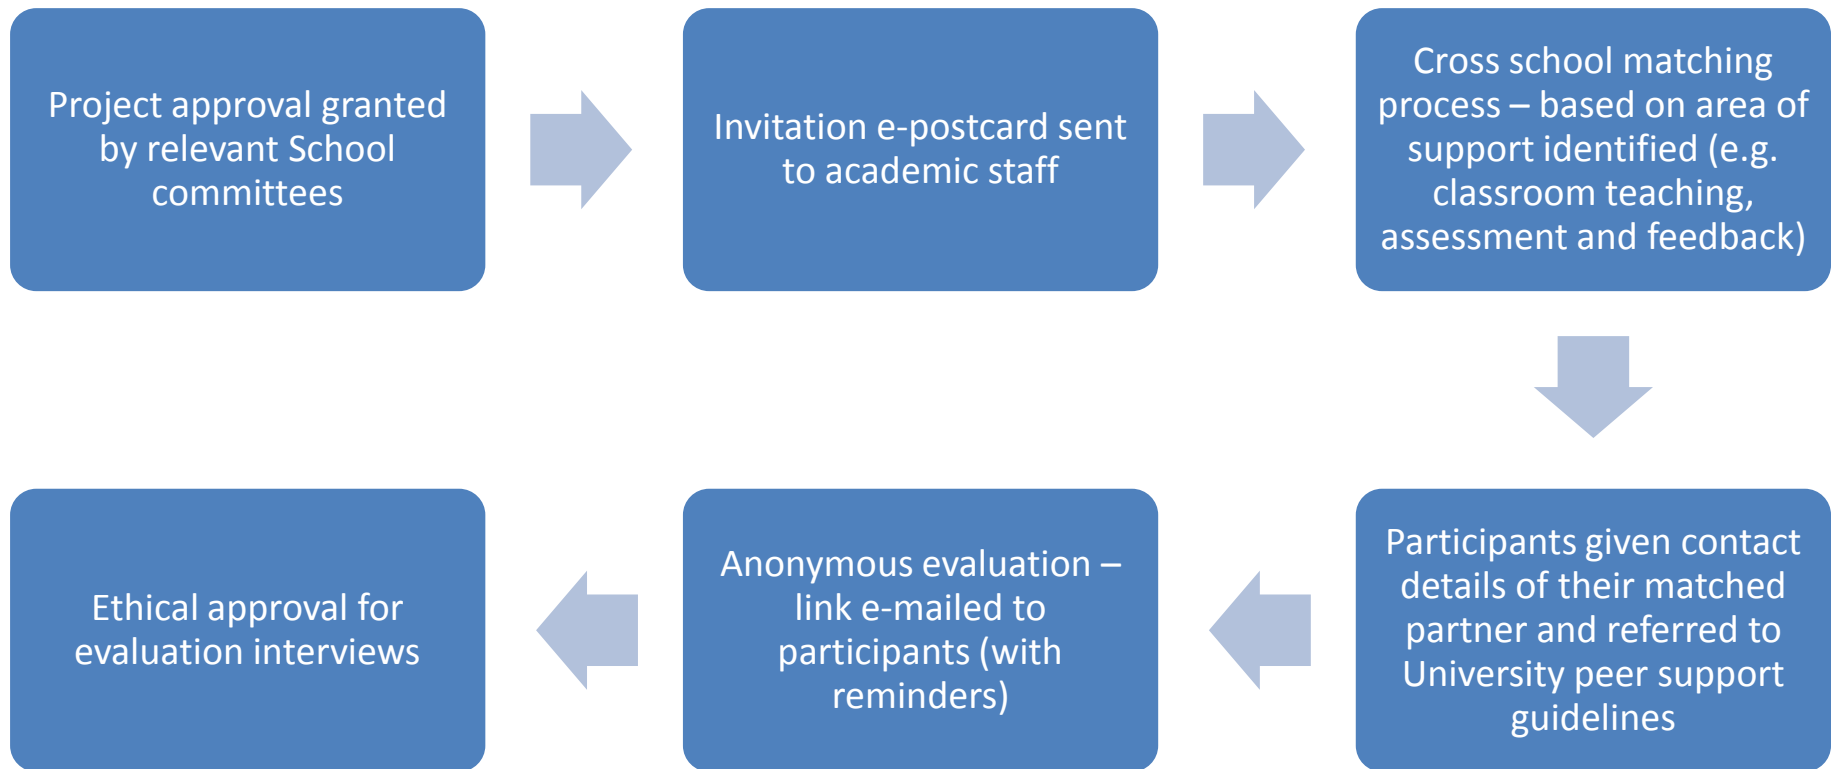 Project approval granted
by relevant School
committees
Invitation e-postcard sent
to academic staff
Cross school matching
process – based on area of
support identified (e.g.
classroom teaching,
assessment and feedback)
Participants given contact
details of their matched
partner and referred to
University peer support
guidelines
Anonymous evaluation –
link e-mailed to
participants (with
reminders)
Ethical approval for
evaluation interviews